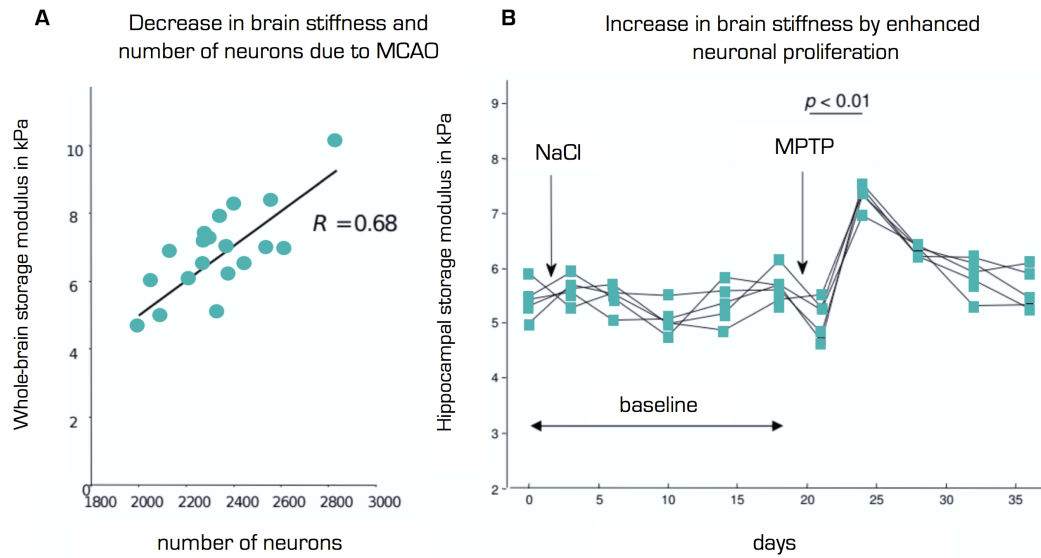 A
Decrease in brain stiffness and
number of neurons due to MCAO
Whole-brain storage modulus in kPa
10
8
6
4
2
0
R =0.68
1800 2000 2200 2400 2600 2800 3000
number of neurons
B
Increase in brain stiffness by enhanced
neuronal proliferation
Hippocampal storage modulus in kPa
9
8
7
6
5
4
3
2
p < 0.01
NaCl
MPTP
baseline
0 5 10 15 20 25 30 35
days